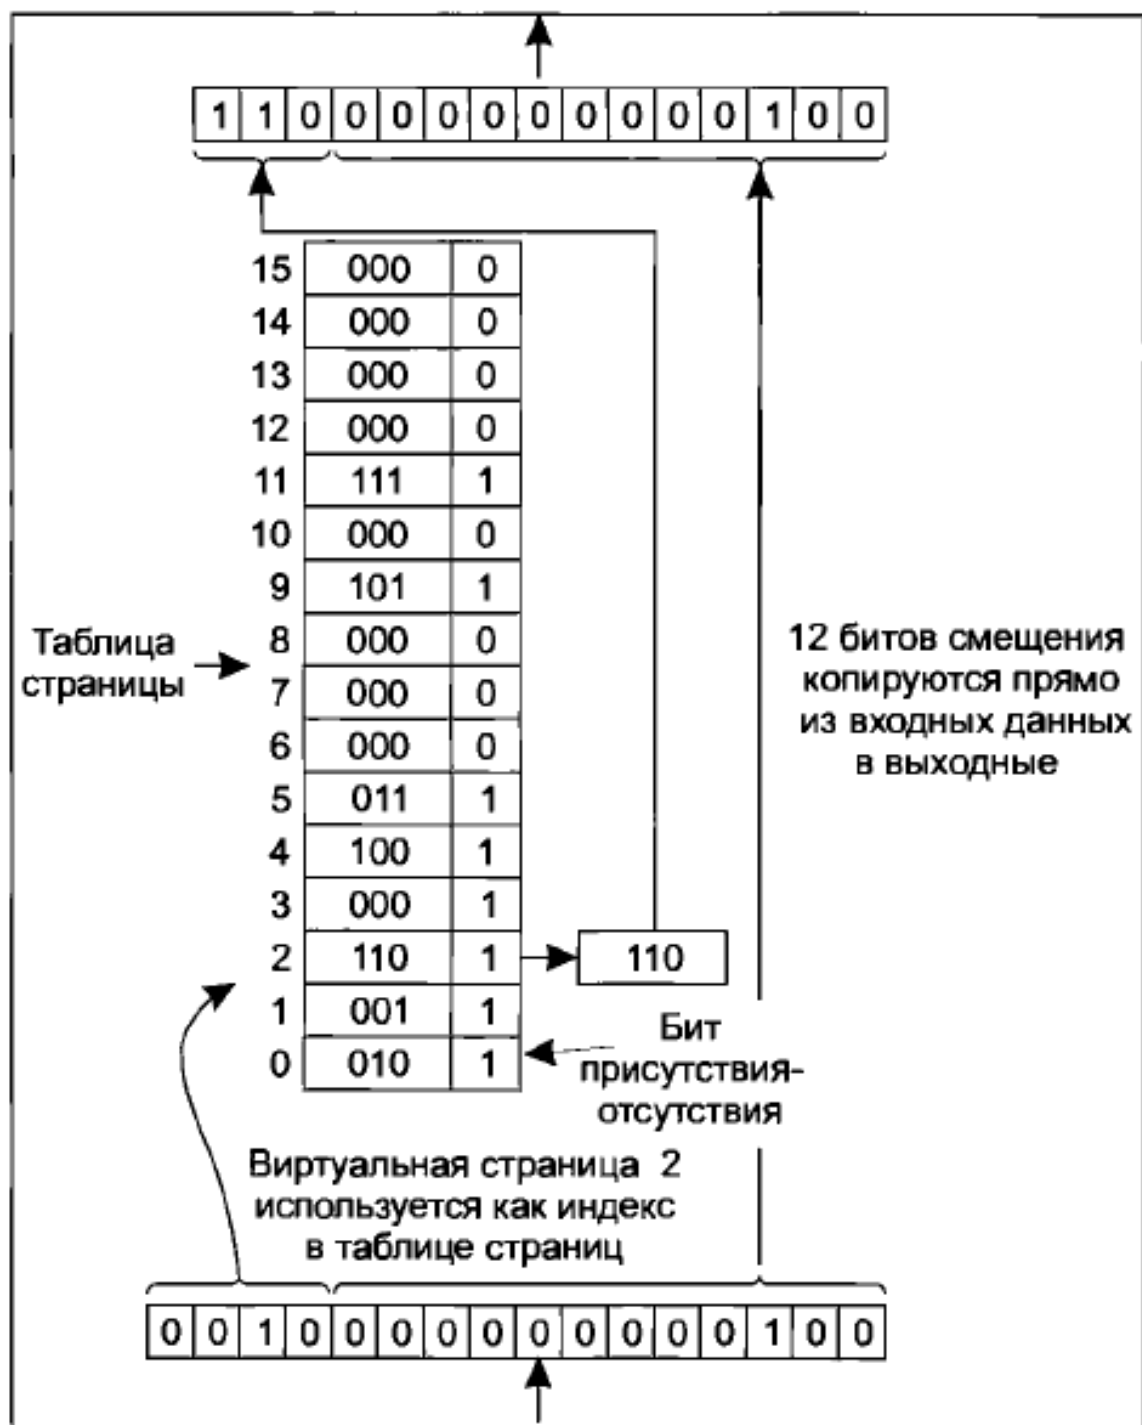 1 1 0 0 0 0 0 0 0 0 0 0 1 0 0
15 000 0
14 000 0
13 000 0
12 000 0
11 111 1
10 000 0
9 101 1
8 000 0
7 000 0
6 000 0
5 011 1
4 100 1
3 000 1
2 110 1 110
1 001 1
0 010 1
Таблица
страницы
12 битов смещения
копируются прямо
из входных данных
в выходные
Бит
присутствия-
отсутствия
Виртуальная страница 2
используется как индекс
в таблице страниц
0 0 1 0 0 0 0 0 0 0 0 0 0 1 0 0